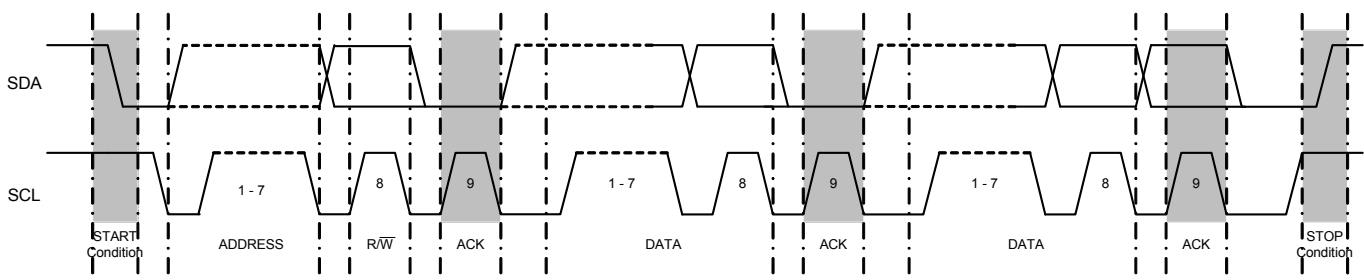 SDA
SCL
1 - 7
8
9
1 - 7
8
9
1 - 7
8
9
START
Condition
ADDRESS
R/W̅
ACK
DATA
ACK
DATA
ACK
STOP
Condition